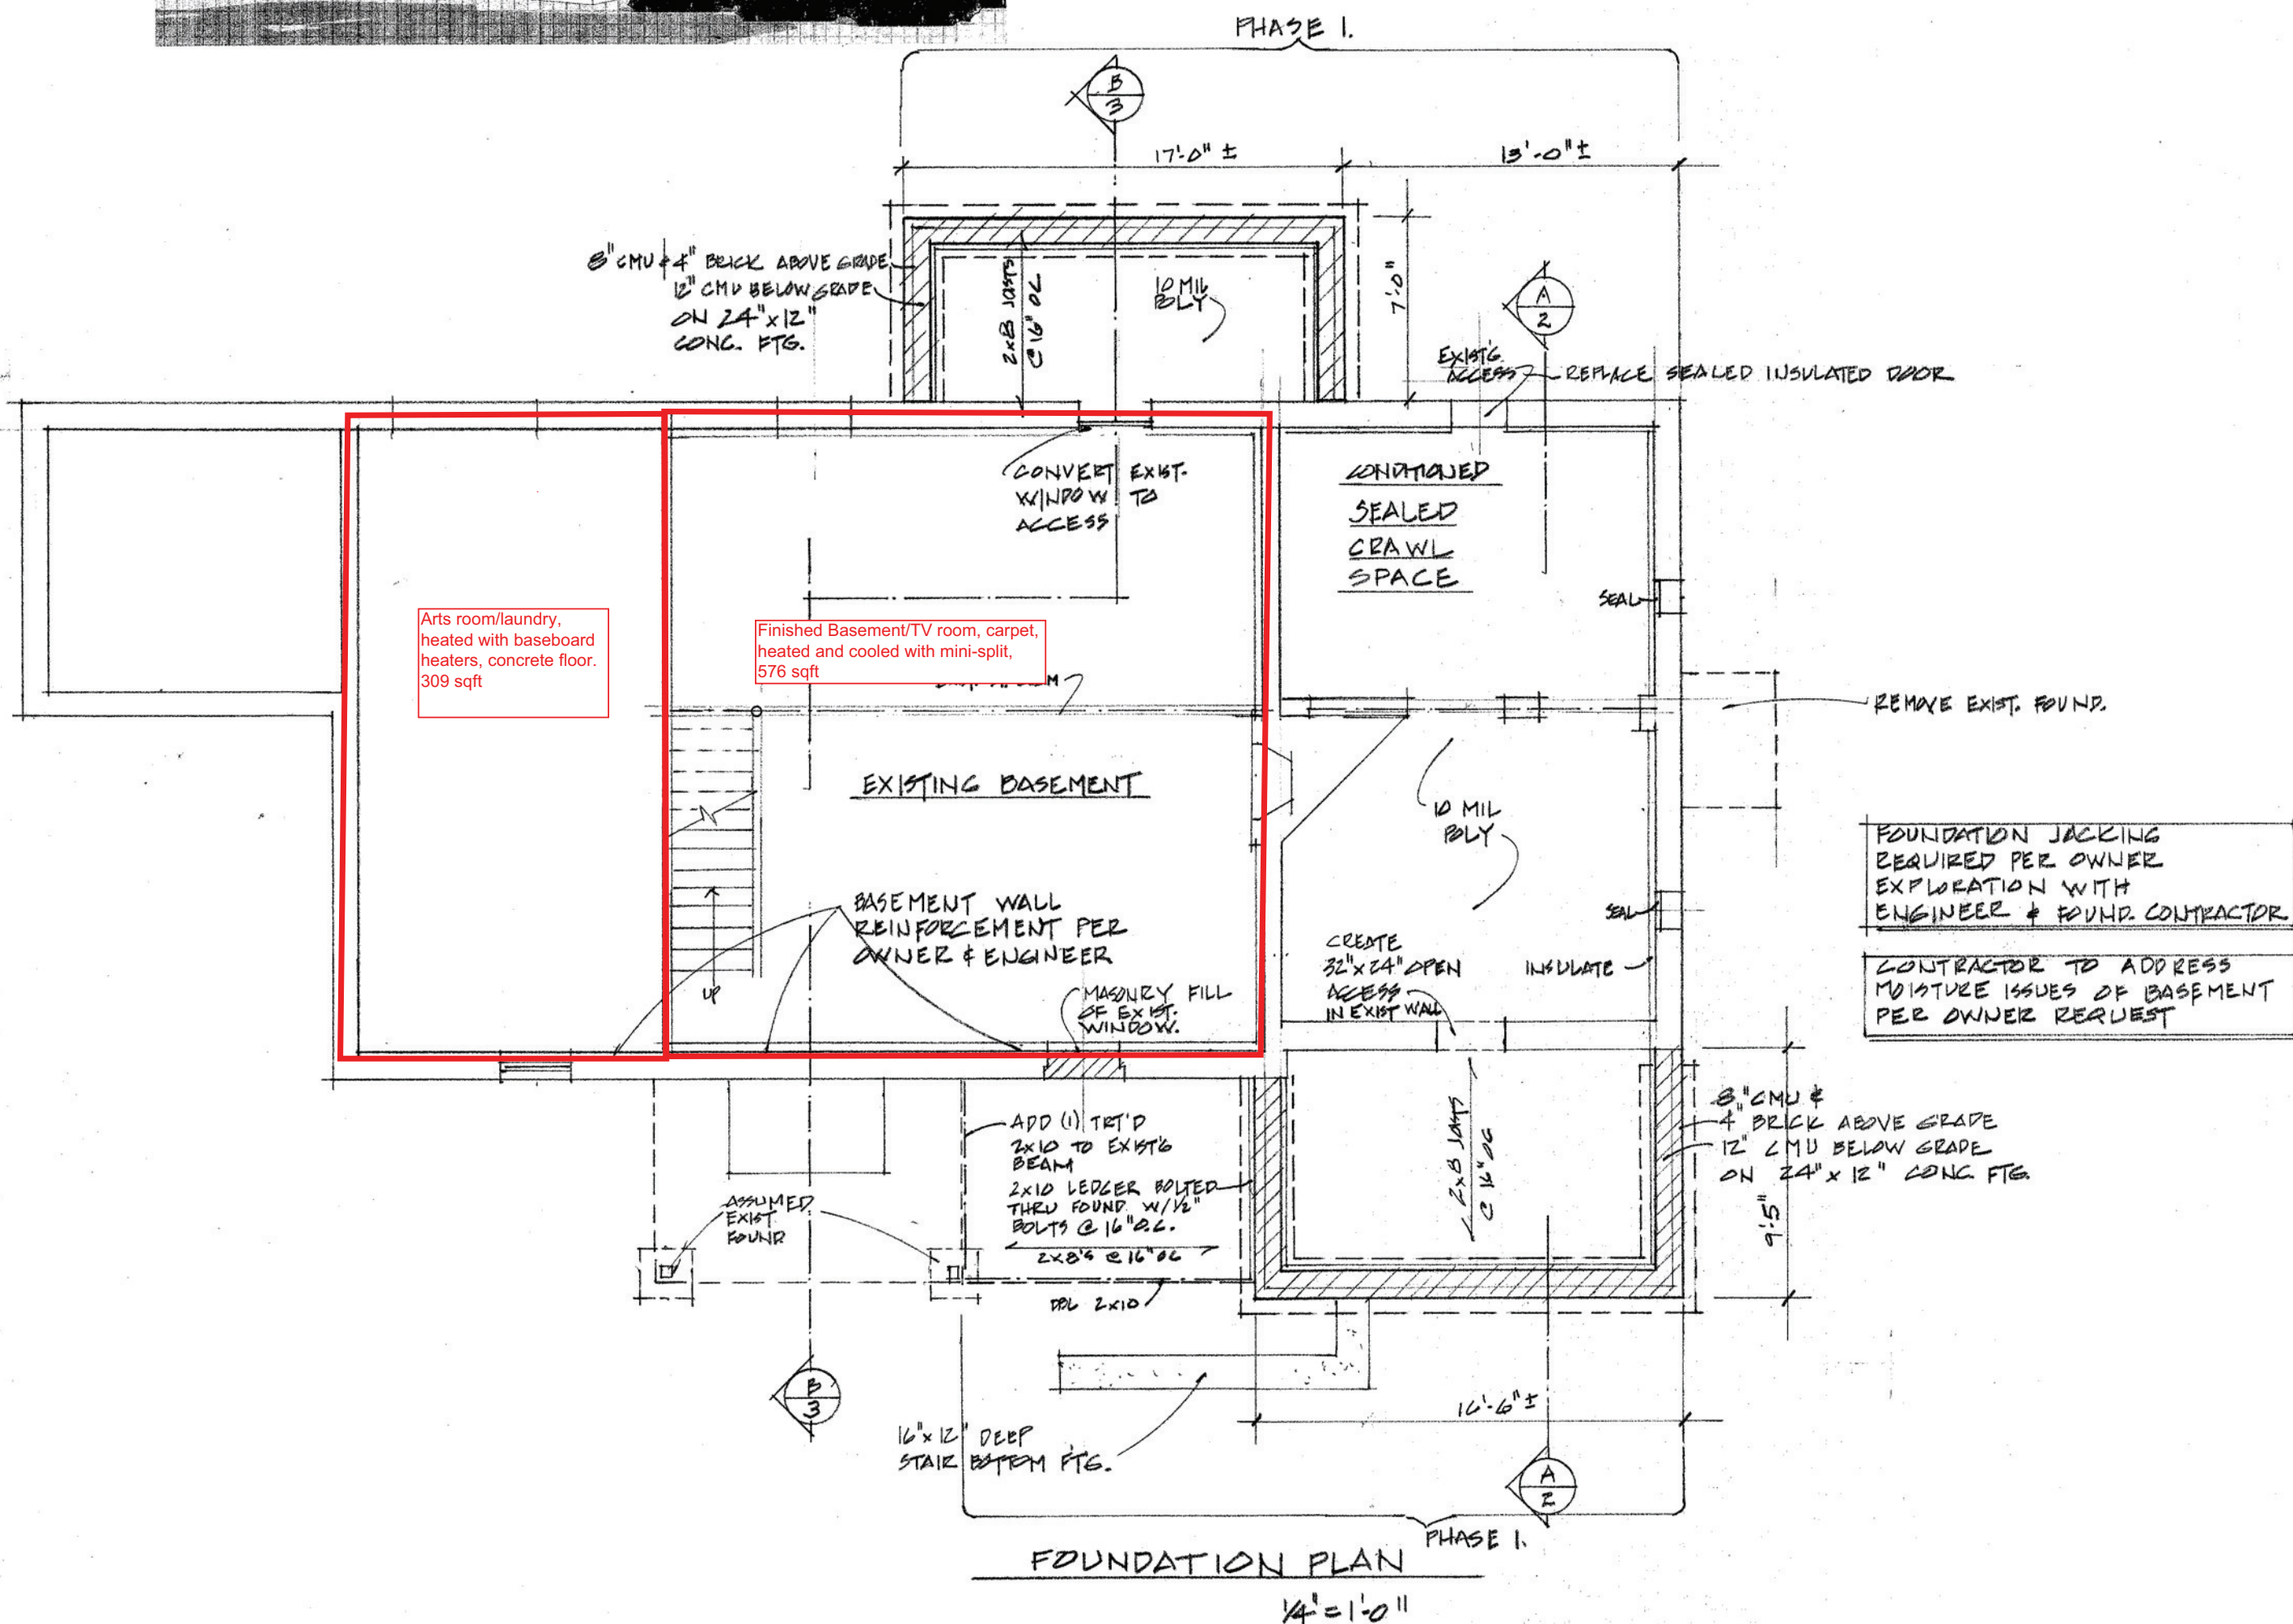 PHASE 1.
B
3
17'-0" ±
13'-0" ±
8" CMU & 4" BRICK ABOVE GRADE
12" CMU BELOW GRADE
ON 24" x 12"
CONC. FTG.
2x8 JOISTS
@ 16" OC
10 MIL
POLY
7'-0"
A
2
EXIST'G
ACCESS
REPLACE SEALED INSULATED DOOR
CONVERT EXIST.
WINDOW TO
ACCESS
CONDITIONED
SEALED
CRAWL
SPACE
SEAL
Arts room/laundry,
heated with baseboard
heaters, concrete floor.
309 sqft
Finished Basement/TV room, carpet,
heated and cooled with mini-split,
576 sqft
REMOVE EXIST. FOUND.
EXISTING BASEMENT
10 MIL
POLY
FOUNDATION JACKING
REQUIRED PER OWNER
EXPLORATION WITH
ENGINEER & FOUND. CONTRACTOR
BASEMENT WALL
REINFORCEMENT PER
OWNER & ENGINEER
SEAL
UP
MASONRY FILL
OF EXIST.
WINDOW.
CREATE
32" x 24" OPEN
ACCESS
IN EXIST WALL
INSULATE
CONTRACTOR TO ADDRESS
MOISTURE ISSUES OF BASEMENT
PER OWNER REQUEST
ADD (1) TRT'D
2x10 TO EXIST'G
BEAM
2x10 LEDGER BOLTED
THRU FOUND W/ 1/2"
BOLTS @ 16" O.C.
2x8'S @ 16" OC
DBL 2x10
2x8 JOISTS
@ 16" OC
8" CMU &
4" BRICK ABOVE GRADE
12" CMU BELOW GRADE
ON 24" x 12" CONC FTG.
9'-5"
ASSUMED
EXIST
FOUND
B
3
16" x 12" DEEP
STAIR BOTTOM FTG.
16'-6" ±
A
2
PHASE 1.
FOUNDATION PLAN
1/4" = 1'-0"